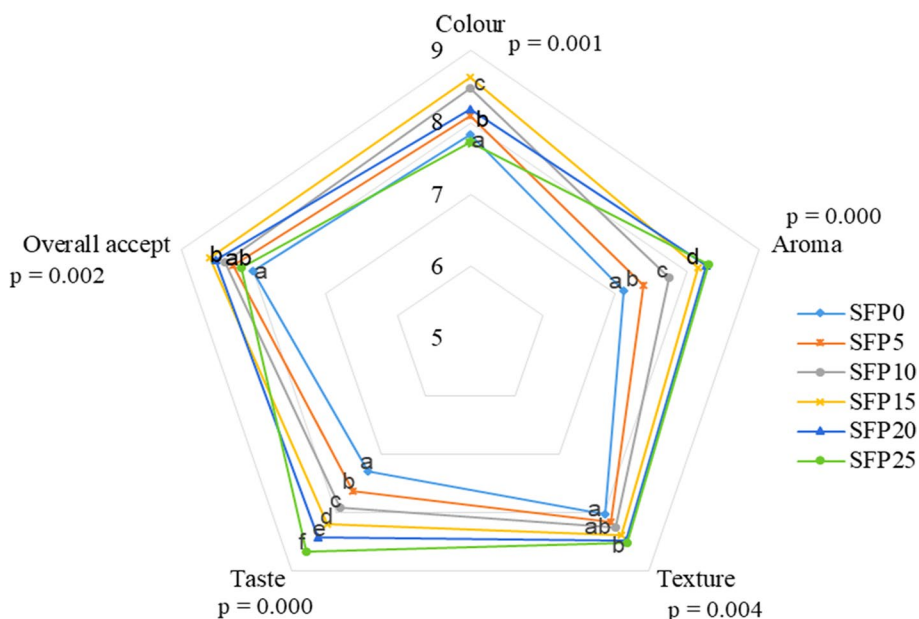 Colour
p = 0.001
9
c
8
b
a
7
p = 0.000
Aroma
d
Overall accept
p = 0.002
b
ab
a
6
c
b
a
5
SFP0
SFP5
SFP10
SFP15
SFP20
SFP25
a
b
c
d
e
f
a
ab
b
Taste
p = 0.000
Texture
p = 0.004